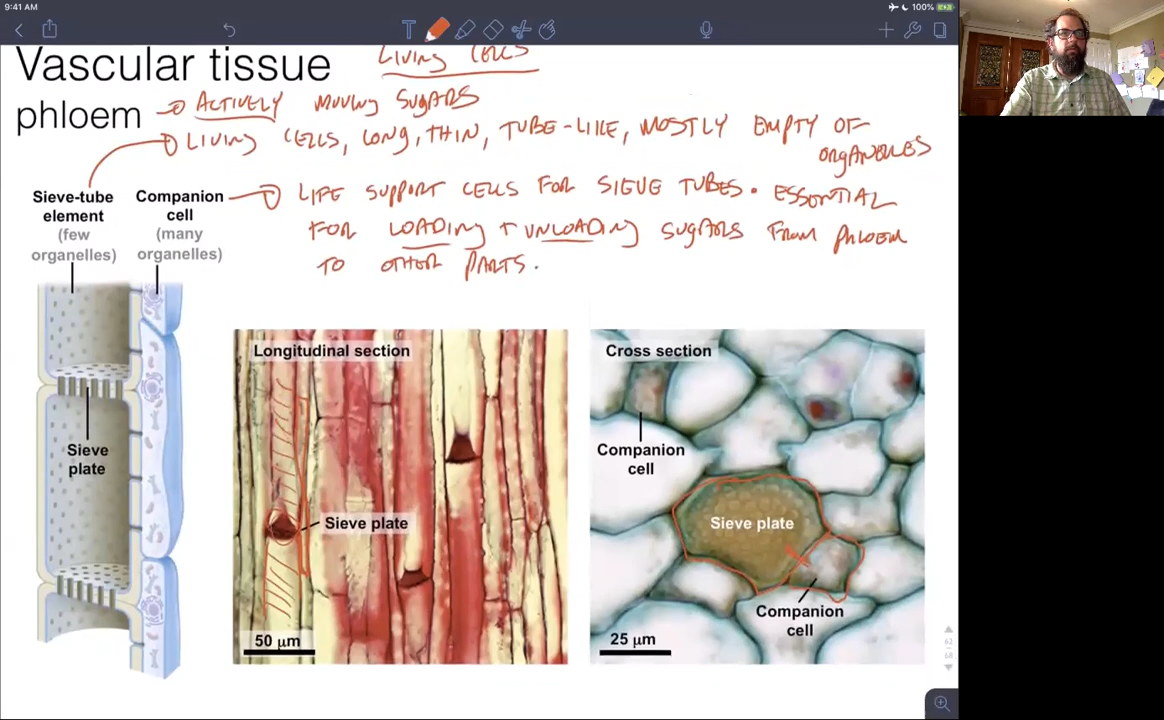 9:41 AM
100%
Vascular tissue
LIVING CELLS
phloem → ACTIVELY MOVING SUGARS
LIVING CELLS, LONG, THIN, TUBE-LIKE, MOSTLY EMPTY OF
ORGANELLES
Sieve-tube
element
(few
organelles)
Companion
cell
(many
organelles)
LIFE SUPPORT CELLS FOR SIEVE TUBES. ESSENTIAL
FOR LOADING + UNLOADING SUGARS FROM PHLOEM
TO OTHER PARTS.
Sieve
plate
Longitudinal section
Sieve plate
50 μm
Cross section
Companion
cell
Sieve plate
Companion
cell
25 μm